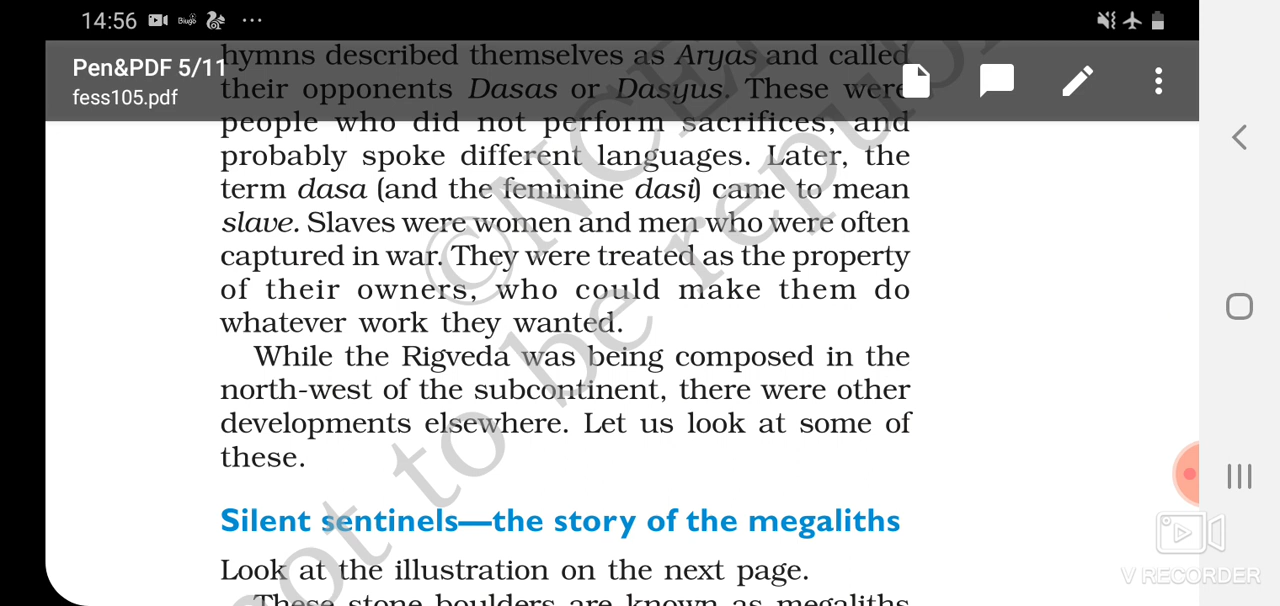 14:56
Pen&PDF 5/11
fess105.pdf
hymns described themselves as Aryas and called
their opponents Dasas or Dasyus. These were
people who did not perform sacrifices, and
probably spoke different languages. Later, the
term dasa (and the feminine dasi) came to mean
slave. Slaves were women and men who were often
captured in war. They were treated as the property
of their owners, who could make them do
whatever work they wanted.
While the Rigveda was being composed in the
north-west of the subcontinent, there were other
developments elsewhere. Let us look at some of
these.
Silent sentinels—the story of the megaliths
Look at the illustration on the next page.
These stone boulders are known as megaliths
©NCE
not to be republ
V RECORDER